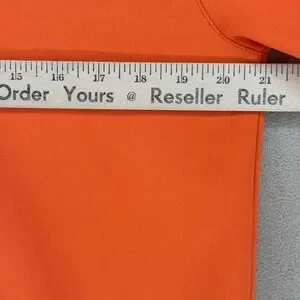 15 16 17 18 19 20 21
Order Yours @ Reseller Ruler